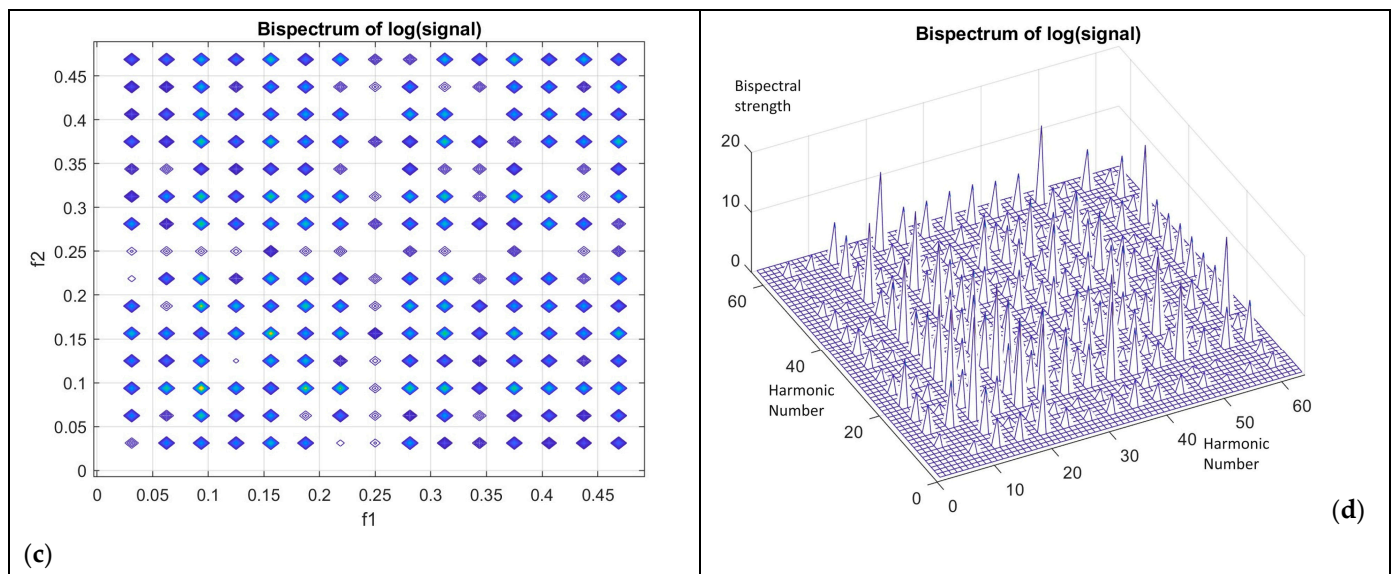 Bispectrum of log(signal)
0.45
0.4
0.35
0.3
0.25
0.2
0.15
0.1
0.05
0
f2
0 0.05 0.1 0.15 0.2 0.25 0.3 0.35 0.4 0.45
f1
(c)
Bispectrum of log(signal)
Bispectral
strength
20
10
0
60
40
20
0
Harmonic
Number
0
10
20
30
40
50
60
Harmonic
Number
(d)